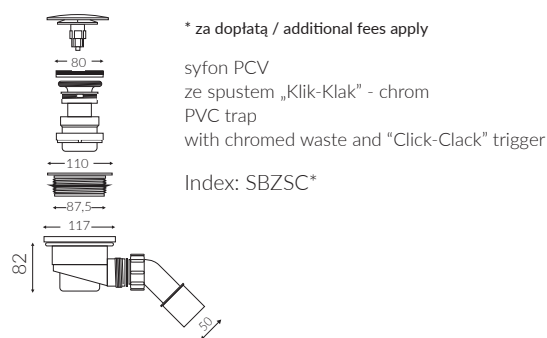 * za dopłatą / additional fees apply
80
syfon PCV
ze spustem „Klik-Klak” - chrom
PVC trap
with chromed waste and “Click-Clack” trigger
110
Index: SBZSC*
87,5
117
82
50